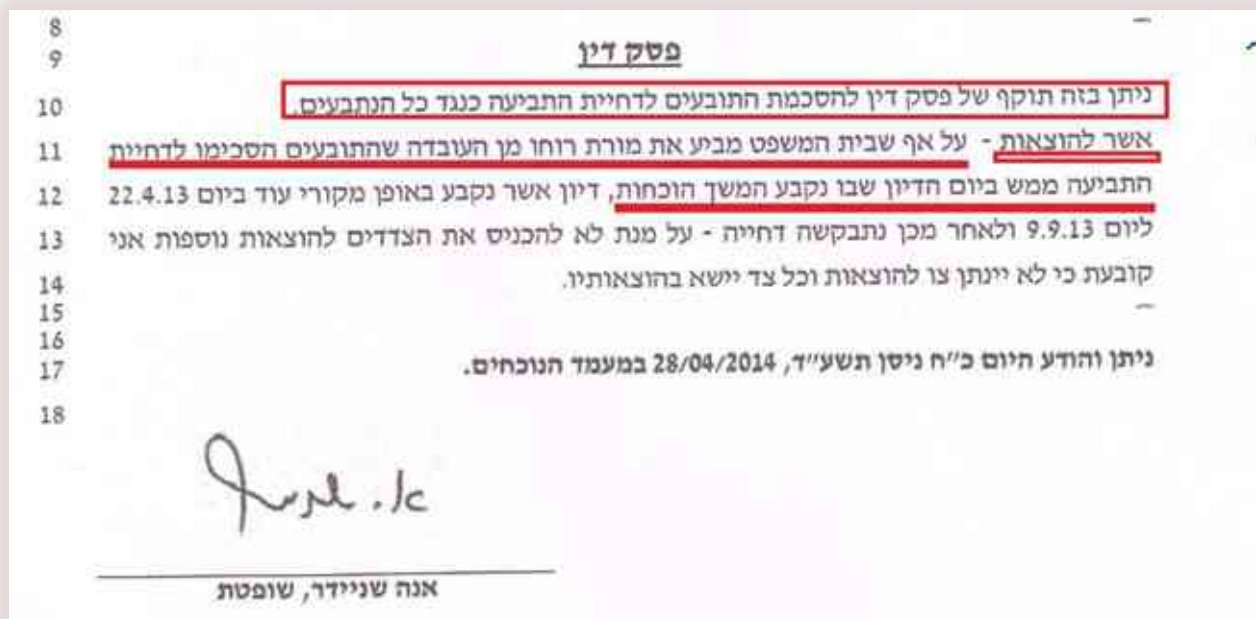 8
9 פסק דין
10 ניתן בזה תוקף של פסק דין להסכמת התובעים לדחיית התביעה כנגד כל הנתבעים.
11 אשר להוצאות - על אף שבית המשפט מביע את מורת רוחו מן העובדה שהתובעים הסכימו לדחיית
12 התביעה ממש ביום הדיון שבו נקבע המשך הוכחות, דיון אשר נקבע באופן מקורי עוד ביום 22.4.13
13 ליום 9.9.13 ולאחר מכן נתבקשה דחייה - על מנת לא להכניס את הצדדים להוצאות נוספות אני
14 קובעת כי לא יינתן צו להוצאות וכל צד יישא בהוצאותיו.
15
16
17 ניתן והודע היום כ״ח ניסן תשע״ד, 28/04/2014 במעמד הנוכחים.
18
אנה שניידר, שופטת